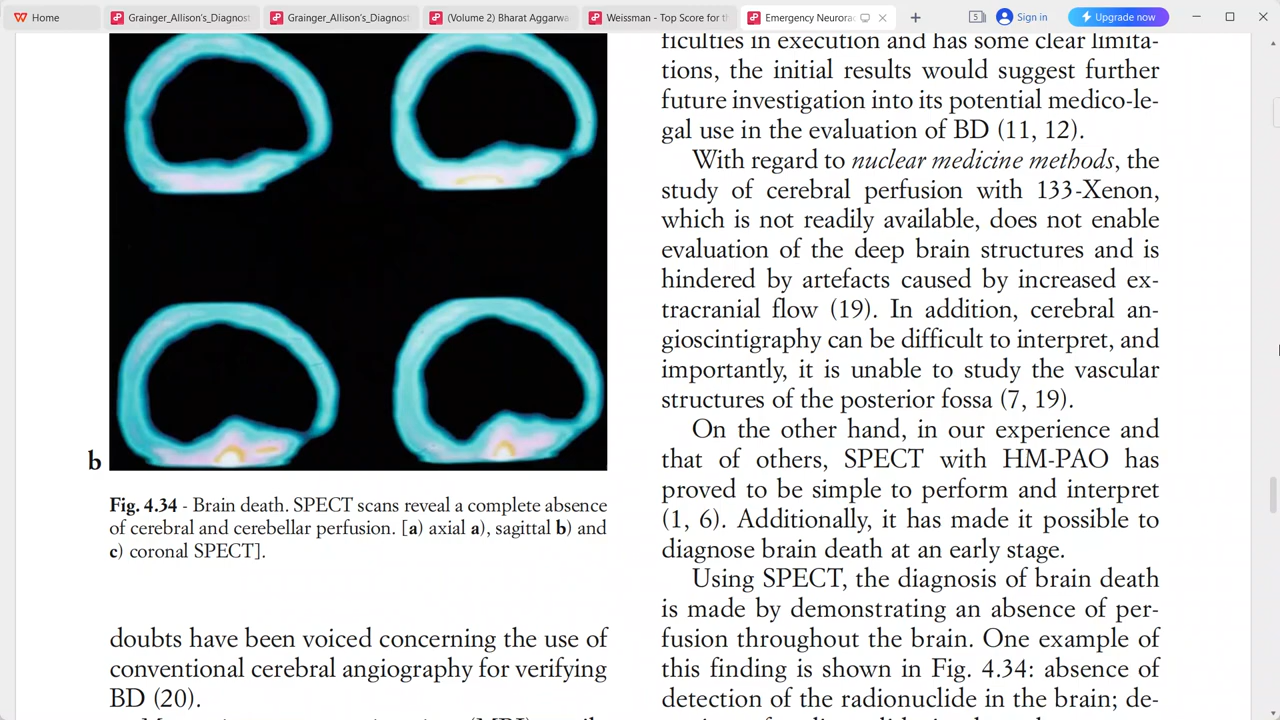 Home
Grainger_Allison's_Diagnost
Grainger_Allison's_Diagnost
(Volume 2) Bharat Aggarwa
Weissman - Top Score for t
Emergency Neurorad
5
Sign in
Upgrade now
b
Fig. 4.34 - Brain death. SPECT scans reveal a complete absence
of cerebral and cerebellar perfusion. [a) axial a), sagittal b) and
c) coronal SPECT].
doubts have been voiced concerning the use of
conventional cerebral angiography for verifying
BD (20).
ficulties in execution and has some clear limita-
tions, the initial results would suggest further
future investigation into its potential medico-le-
gal use in the evaluation of BD (11, 12).
With regard to nuclear medicine methods, the
study of cerebral perfusion with 133-Xenon,
which is not readily available, does not enable
evaluation of the deep brain structures and is
hindered by artefacts caused by increased ex-
tracranial flow (19). In addition, cerebral an-
gioscintigraphy can be difficult to interpret, and
importantly, it is unable to study the vascular
structures of the posterior fossa (7, 19).
On the other hand, in our experience and
that of others, SPECT with HM-PAO has
proved to be simple to perform and interpret
(1, 6). Additionally, it has made it possible to
diagnose brain death at an early stage.
Using SPECT, the diagnosis of brain death
is made by demonstrating an absence of per-
fusion throughout the brain. One example of
this finding is shown in Fig. 4.34: absence of
detection of the radionuclide in the brain; de-